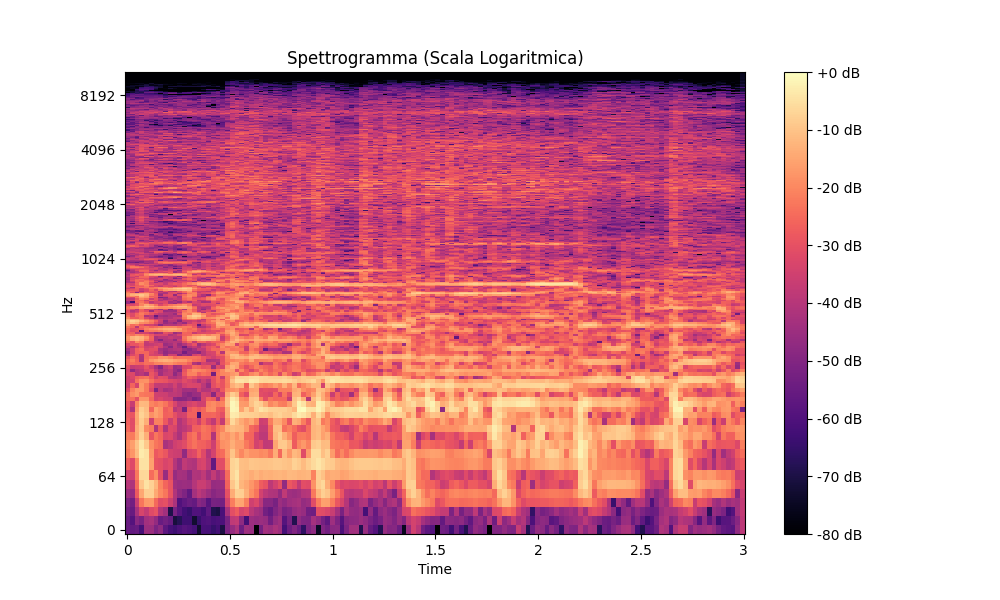 Spettrogramma (Scala Logaritmica)
Hz
8192
4096
2048
1024
512
256
128
64
0
0
0.5
1
1.5
2
2.5
3
Time
+0 dB
-10 dB
-20 dB
-30 dB
-40 dB
-50 dB
-60 dB
-70 dB
-80 dB